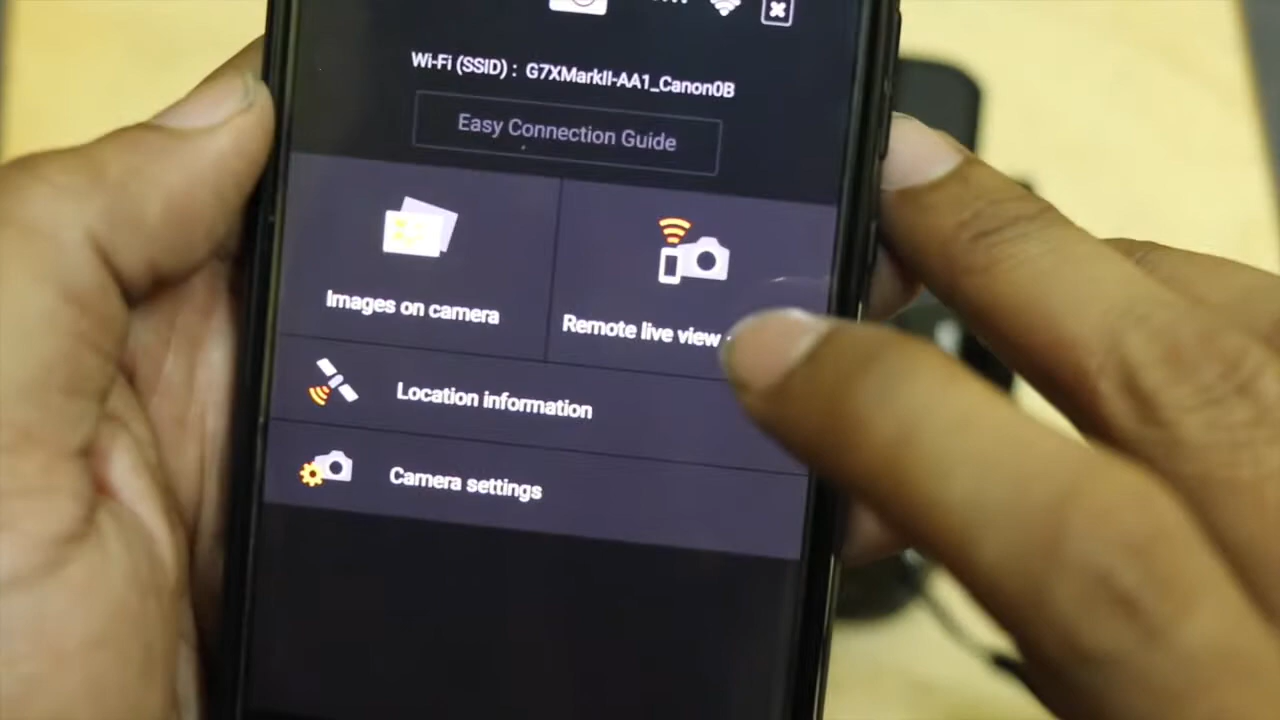 Wi-Fi (SSID) : G7XMarkII-AA1_Canon0B
Easy Connection Guide
Images on camera
Remote live view
Location information
Camera settings